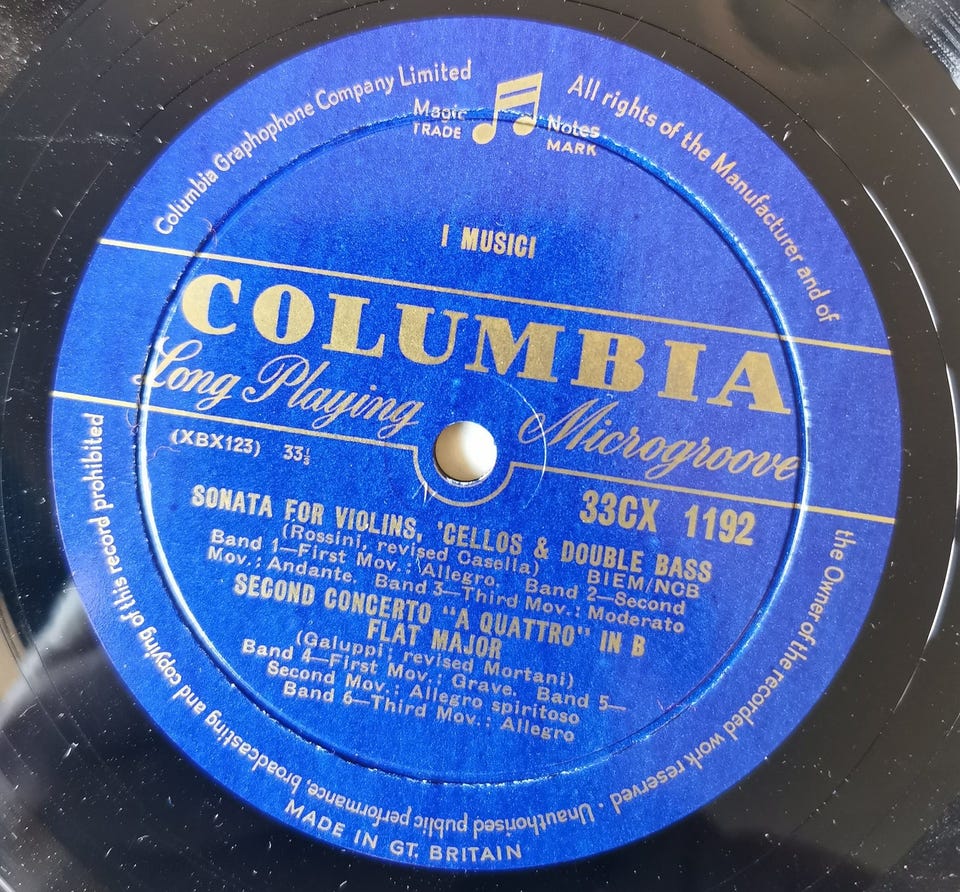 Columbia Graphophone Company Limited
Magic Notes
TRADE MARK
All rights of the Manufacturer and of
the Owner of the recorded work reserved · Unauthorised public performance, broadcasting and copying of this record prohibited
I MUSICI
COLUMBIA
Long Playing Microgroove
(XBX123) 33⅓
33CX 1192
SONATA FOR VIOLINS, 'CELLOS & DOUBLE BASS
(Rossini, revised Casella) BIEM/NCB
Band 1—First Mov.: Allegro. Band 2—Second
Mov.: Andante. Band 3—Third Mov.: Moderato
SECOND CONCERTO "A QUATTRO" IN B
FLAT MAJOR
(Galuppi; revised Mortani)
Band 4—First Mov.: Grave. Band 5—
Second Mov.: Allegro spiritoso
Band 6—Third Mov.: Allegro
MADE IN GT. BRITAIN